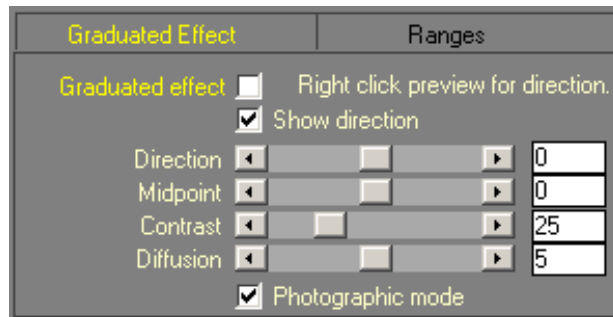 Graduated Effect Ranges
Graduated effect Right click preview for direction.
Show direction
Direction 0
Midpoint 0
Contrast 25
Diffusion 5
Photographic mode